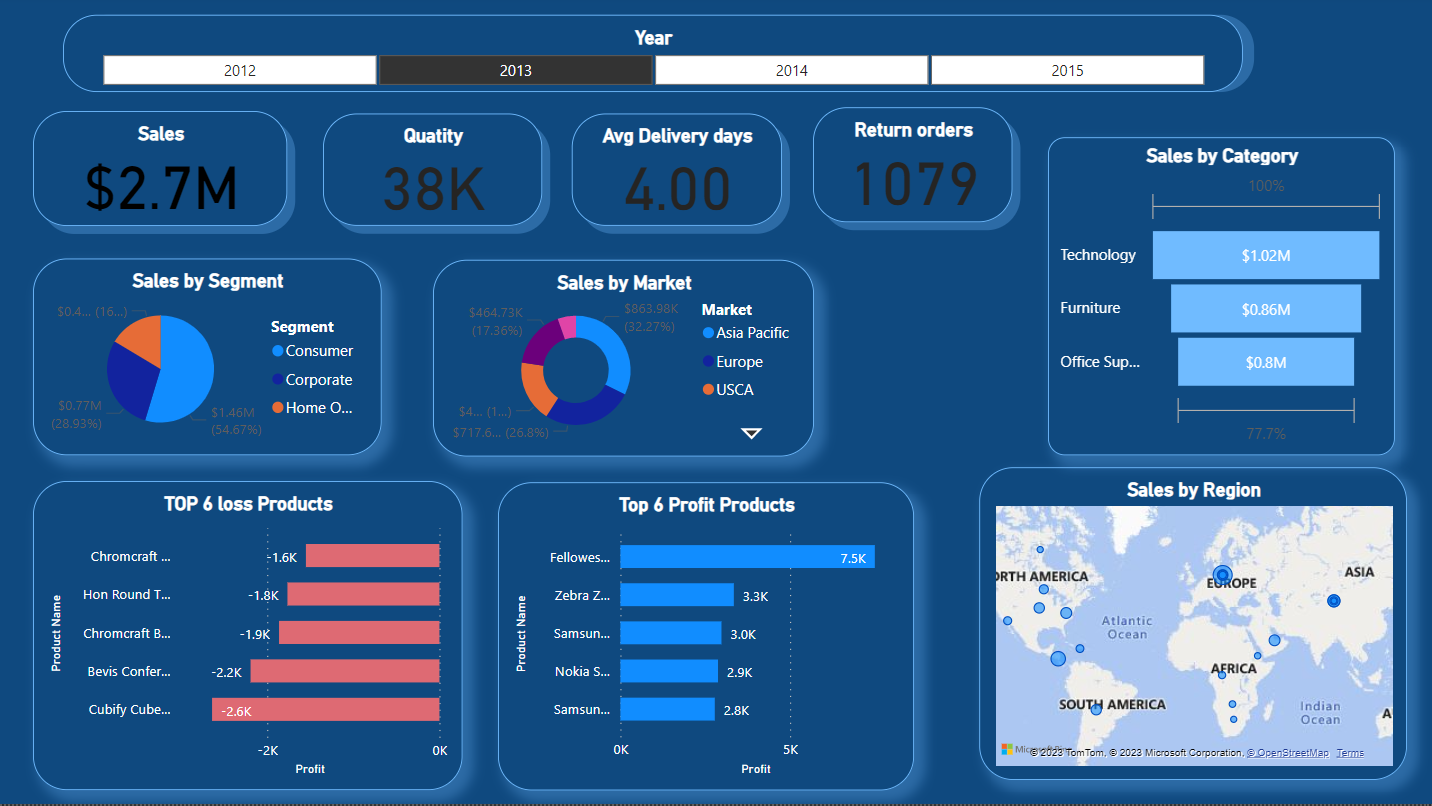 Year
2012
2013
2014
2015
Sales
$2.7M
Quatity
38K
Avg Delivery days
4.00
Return orders
1079
Sales by Category
100%
Technology
$1.02M
Furniture
$0.86M
Office Sup...
$0.8M
77.7%
Sales by Segment
$0.4... (16...)
$0.77M
(28.93%)
$1.46M
(54.67%)
Segment
Consumer
Corporate
Home O...
Sales by Market
$464.73K
(17.36%)
$863.98K
(32.27%)
$4... (1...)
$717.6... (26.8%)
Market
Asia Pacific
Europe
USCA
TOP 6 loss Products
Product Name
Chromcraft ...
-1.6K
Hon Round T...
-1.8K
Chromcraft B...
-1.9K
Bevis Confer...
-2.2K
Cubify Cube...
-2.6K
-2K
0K
Profit
Top 6 Profit Products
Product Name
Fellowes...
7.5K
Zebra Z...
3.3K
Samsun...
3.0K
Nokia S...
2.9K
Samsun...
2.8K
0K
5K
Profit
Sales by Region
ORTH AMERICA
EUROPE
ASIA
Atlantic
Ocean
AFRICA
SOUTH AMERICA
Indian
Ocean
A
© 2023 TomTom, © 2023 Microsoft Corporation, © OpenStreetMap Terms